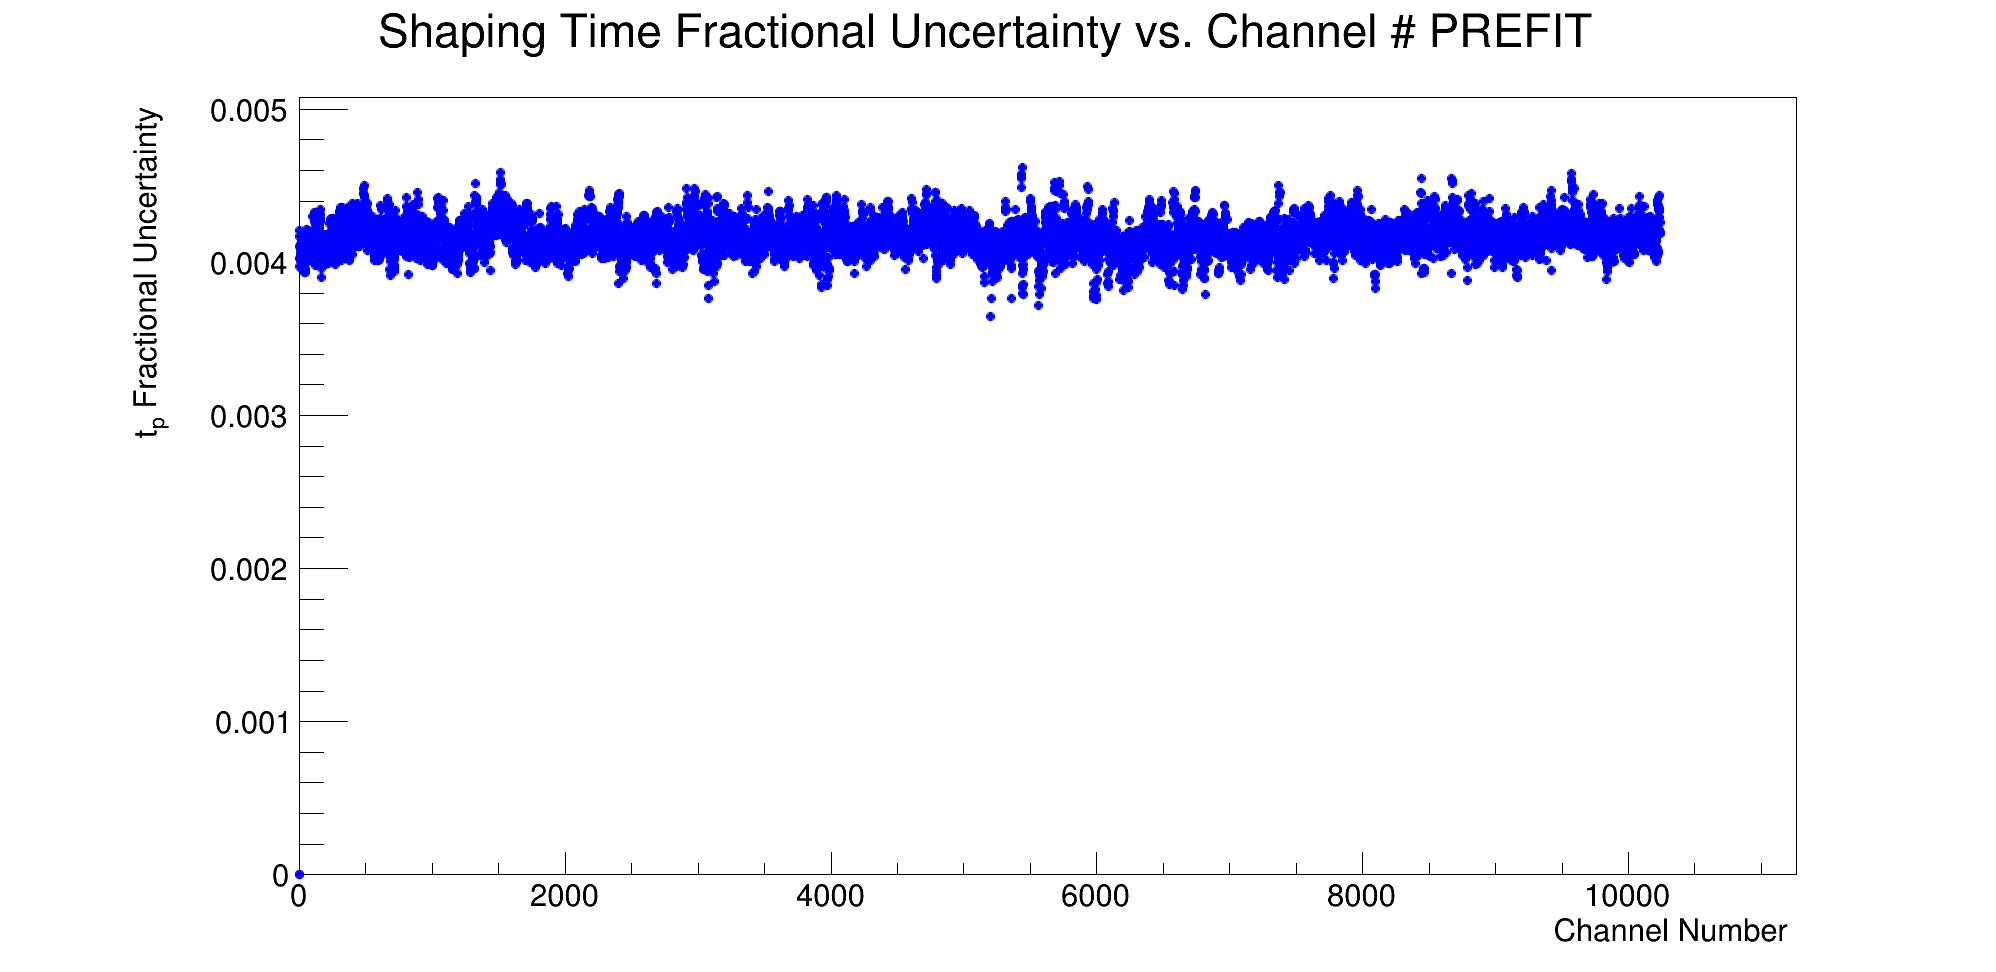 Shaping Time Fractional Uncertainty vs. Channel # PREFIT
tp Fractional Uncertainty
0.005
0.004
0.003
0.002
0.001
0
0 2000 4000 6000 8000 10000
Channel Number